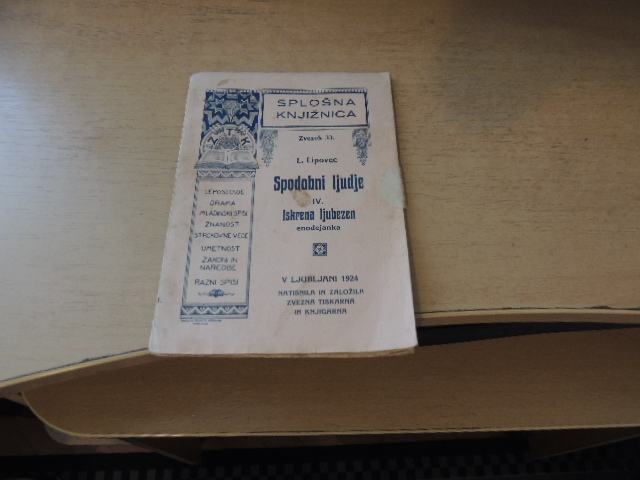 SPLOŠNA
KNJIŽNICA
Zvezek 33.
L. Lipovec
Spodobni ljudje
IV.
Iskrena ljubezen
enodejanka
V LJUBLJANI 1924
NATISNILA IN ZALOŽILA
ZVEZNA TISKARNA
IN KNJIGARNA
Z T K
LEPOSLOVJE
DRAMA
MLADINSKI SPISI
ZNANOST
STROKOVNE VEDE
UMETNOST
ZAKONI IN
NAREDBE
RAZNI SPISI